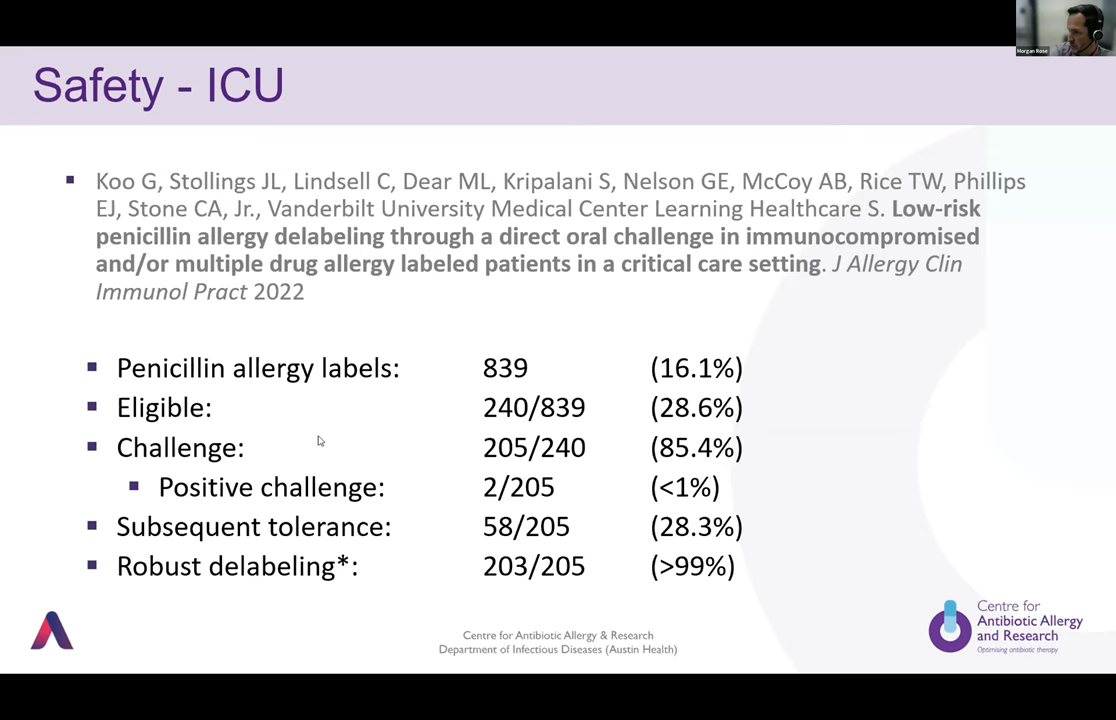 Morgan Rose
Safety - ICU
Koo G, Stollings JL, Lindsell C, Dear ML, Kripalani S, Nelson GE, McCoy AB, Rice TW, Phillips
EJ, Stone CA, Jr., Vanderbilt University Medical Center Learning Healthcare S. Low-risk
penicillin allergy delabeling through a direct oral challenge in immunocompromised
and/or multiple drug allergy labeled patients in a critical care setting. J Allergy Clin
Immunol Pract 2022
Penicillin allergy labels: 839 (16.1%)
Eligible: 240/839 (28.6%)
Challenge: 205/240 (85.4%)
Positive challenge: 2/205 (<1%)
Subsequent tolerance: 58/205 (28.3%)
Robust delabeling*: 203/205 (>99%)
Centre for Antibiotic Allergy & Research
Department of Infectious Diseases (Austin Health)
Centre for
Antibiotic Allergy
and Research
Optimising antibiotic therapy